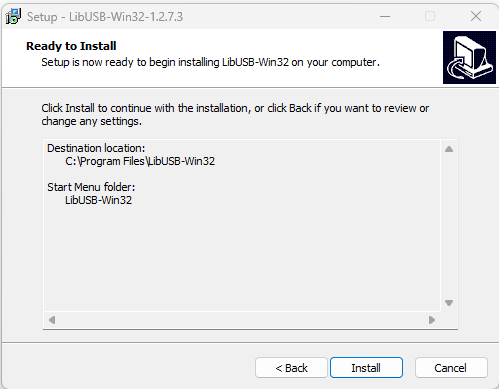 Setup - LibUSB-Win32-1.2.7.3
Ready to Install
Setup is now ready to begin installing LibUSB-Win32 on your computer.
Click Install to continue with the installation, or click Back if you want to review or
change any settings.
Destination location:
C:\Program Files\LibUSB-Win32
Start Menu folder:
LibUSB-Win32
< Back
Install
Cancel